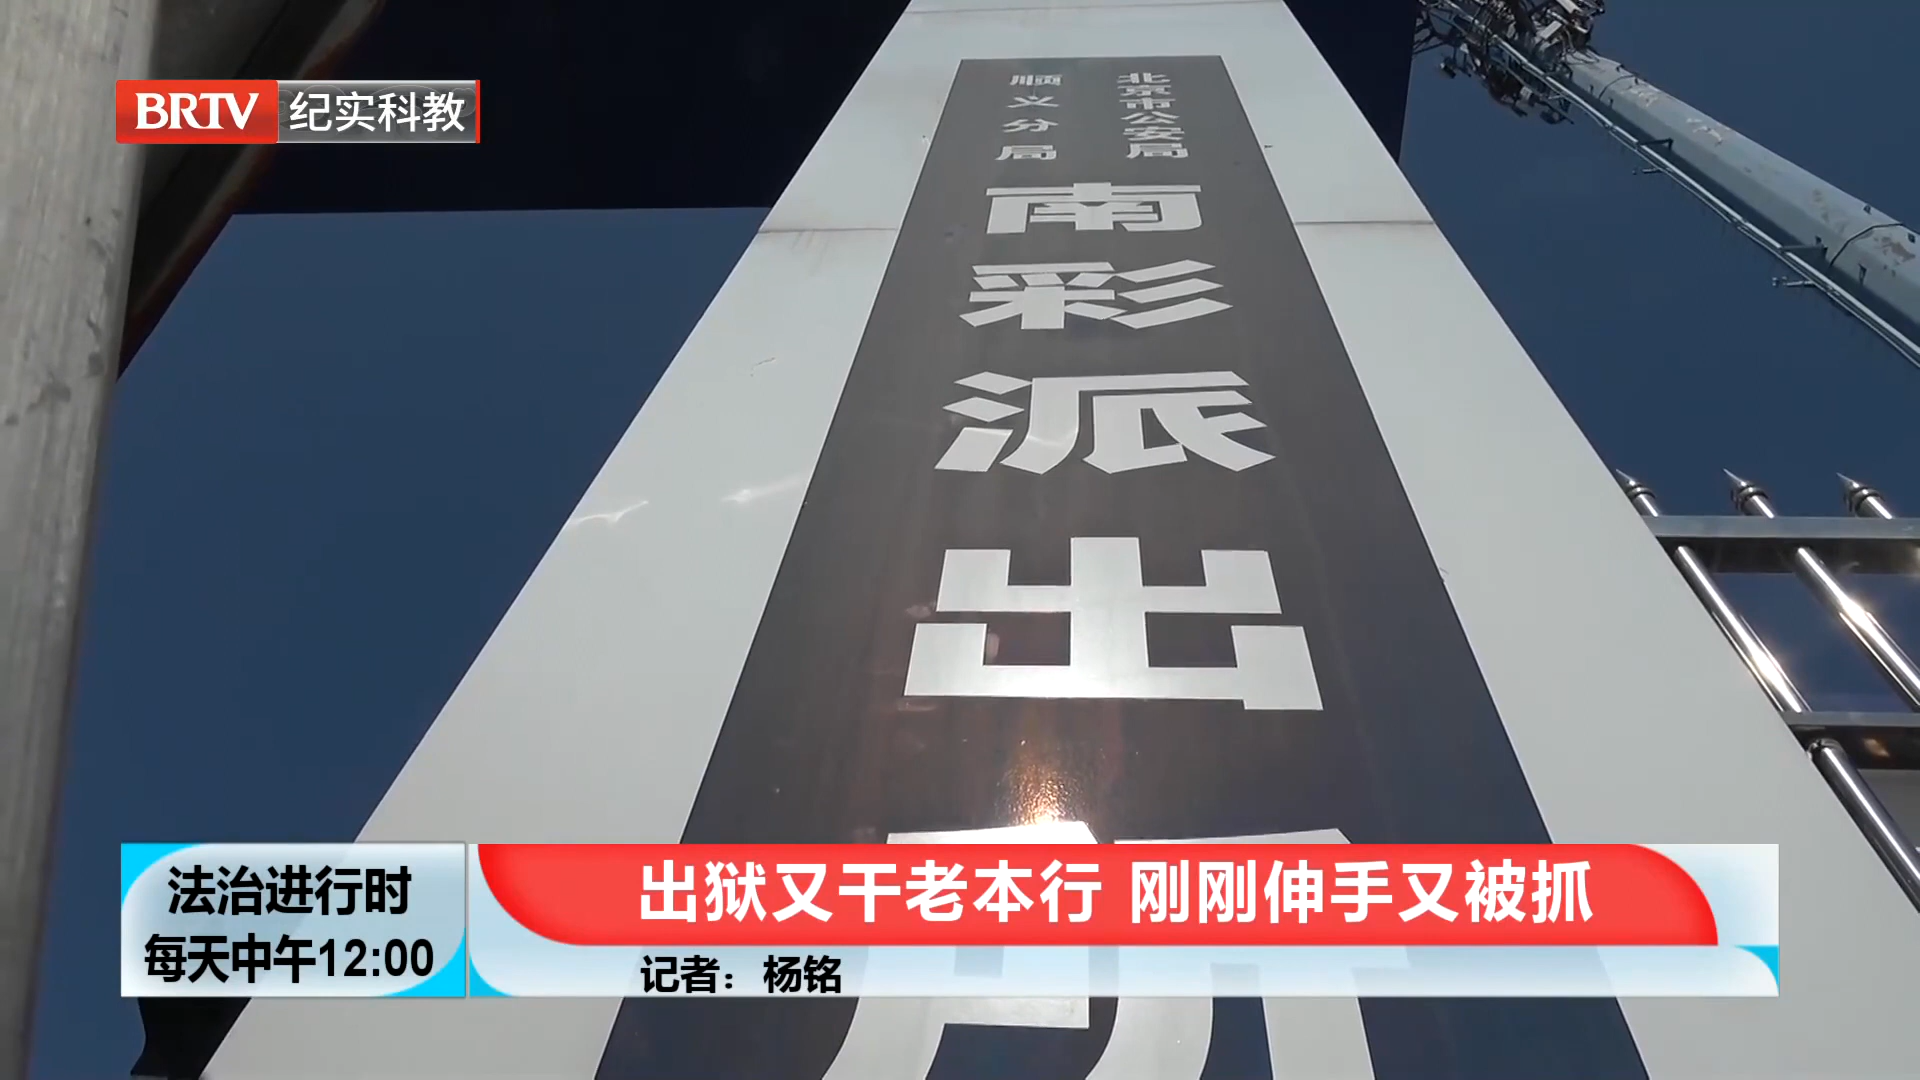 BRTV 纪实科教
北京市公安局
顺义分局
南彩派出所
法治进行时
每天中午12:00
出狱又干老本行 刚刚伸手又被抓
记者：杨铭